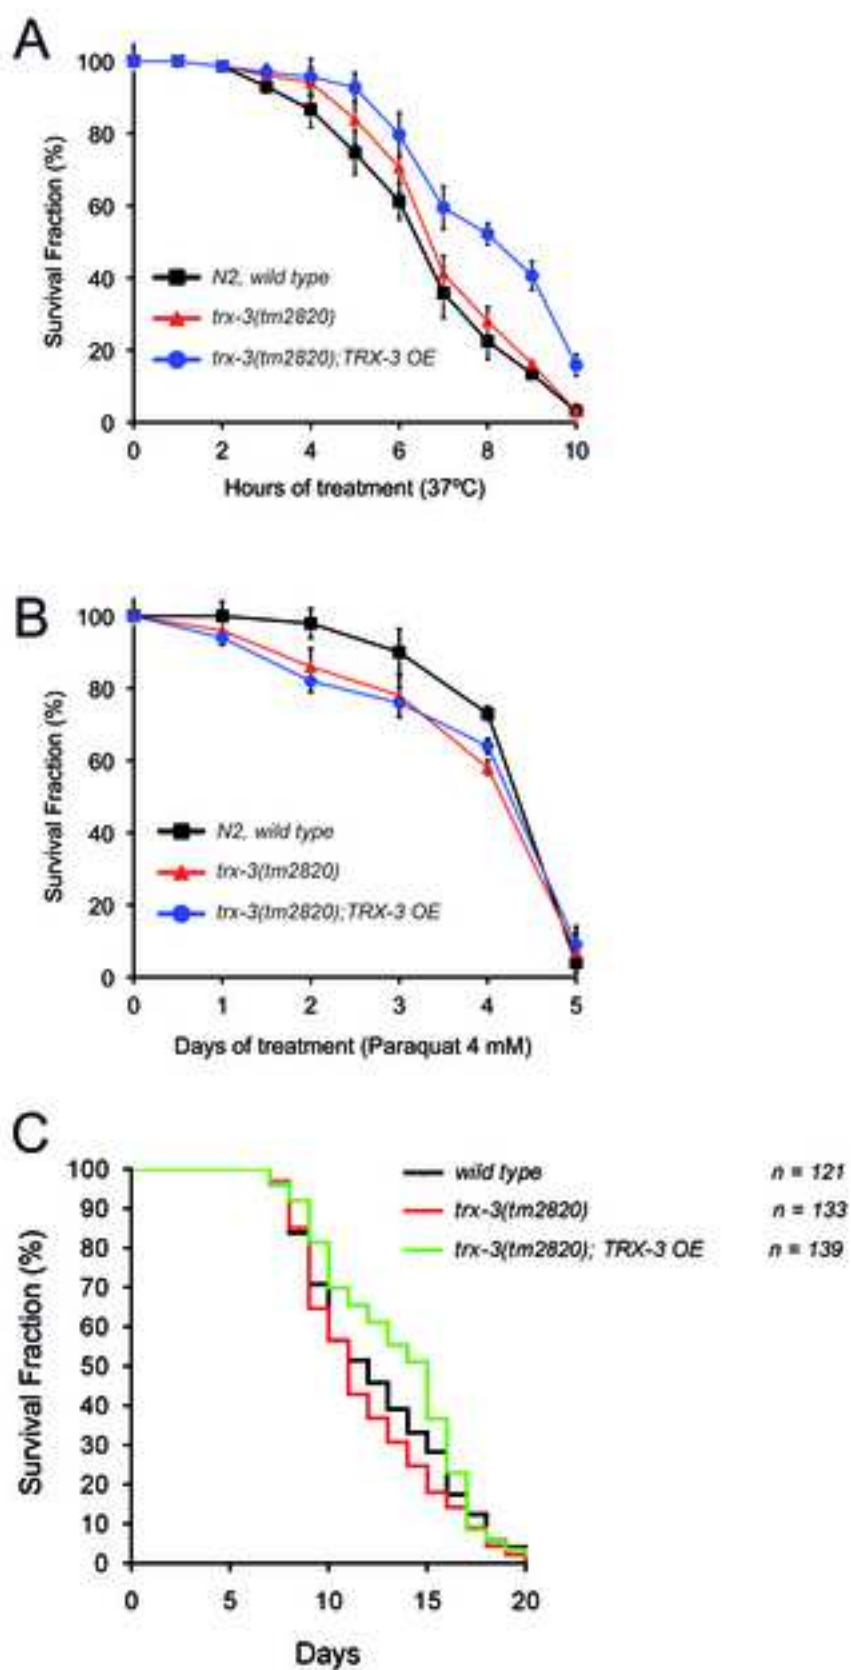 A
Survival Fraction (%)
100
80
60
40
20
0
N2, wild type
trx-3(tm2820)
trx-3(tm2820);TRX-3 OE
0 2 4 6 8 10
Hours of treatment (37ºC)
B
Survival Fraction (%)
100
80
60
40
20
0
N2, wild type
trx-3(tm2820)
trx-3(tm2820);TRX-3 OE
0 1 2 3 4 5
Days of treatment (Paraquat 4 mM)
C
Survival Fraction (%)
100
90
80
70
60
50
40
30
20
10
0
wild type n = 121
trx-3(tm2820) n = 133
trx-3(tm2820); TRX-3 OE n = 139
0 5 10 15 20
Days